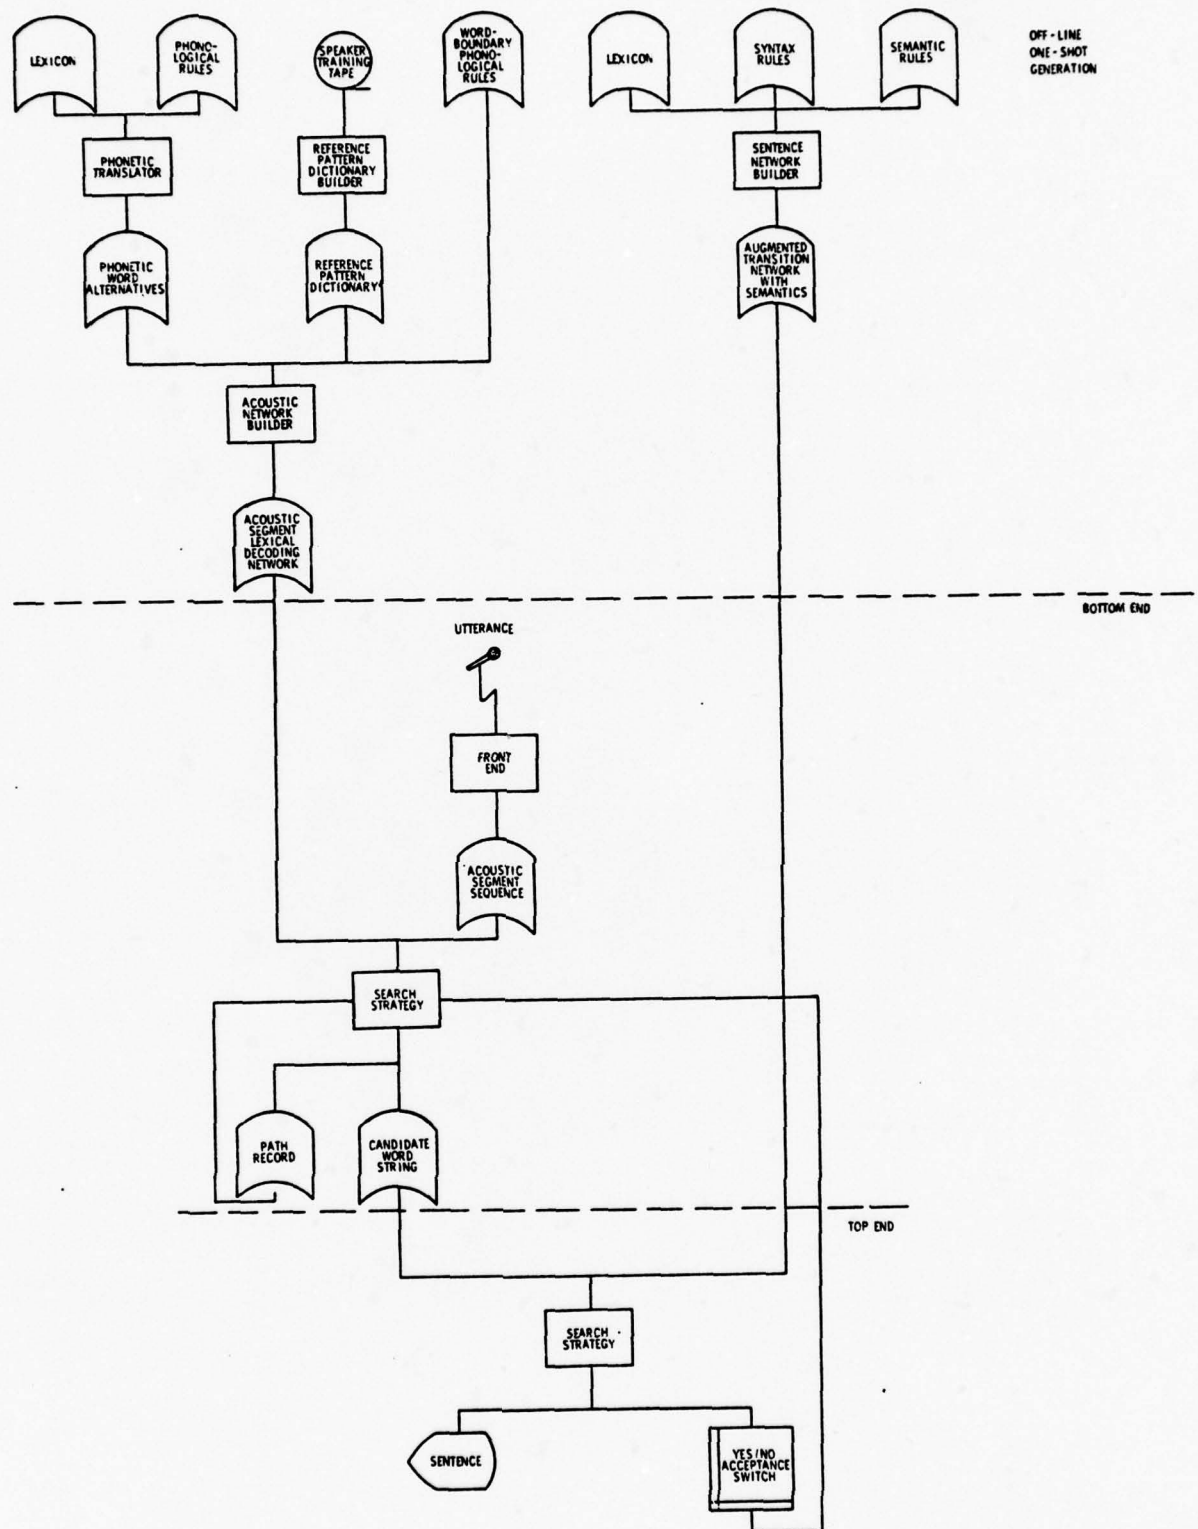 LEXICON
PHONO-
LOGICAL
RULES
SPEAKER
TRAINING
TAPE
WORD-
BOUNDARY
PHONO-
LOGICAL
RULES
LEXICON
SYNTAX
RULES
SEMANTIC
RULES
OFF-LINE
ONE-SHOT
GENERATION
PHONETIC
TRANSLATOR
REFERENCE
PATTERN
DICTIONARY
BUILDER
SENTENCE
NETWORK
BUILDER
PHONETIC
WORD
ALTERNATIVES
REFERENCE
PATTERN
DICTIONARY
AUGMENTED
TRANSITION
NETWORK
WITH
SEMANTICS
ACOUSTIC
NETWORK
BUILDER
ACOUSTIC
SEGMENT
LEXICAL
DECODING
NETWORK
BOTTOM END
UTTERANCE
FRONT
END
ACOUSTIC
SEGMENT
SEQUENCE
SEARCH
STRATEGY
PATH
RECORD
CANDIDATE
WORD
STRING
TOP END
SEARCH
STRATEGY
SENTENCE
YES/NO
ACCEPTANCE
SWITCH